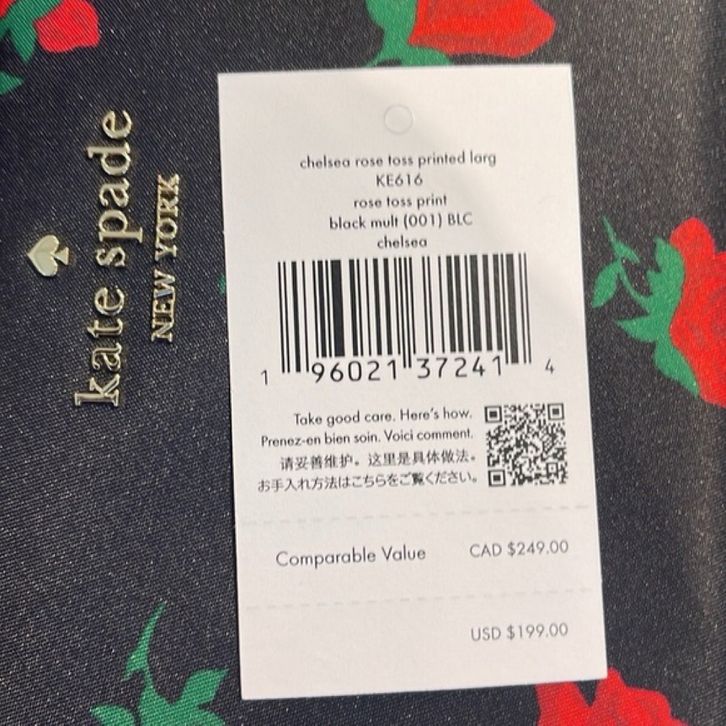 kate spade
NEW YORK
chelsea rose toss printed larg
KE616
rose toss print
black mult (001) BLC
chelsea
1 96021 37241 4
Take good care. Here's how.
Prenez-en bien soin. Voici comment.
请妥善维护。这里是具体做法。
お手入れ方法はこちらをご覧ください。
Comparable Value CAD $249.00
USD $199.00